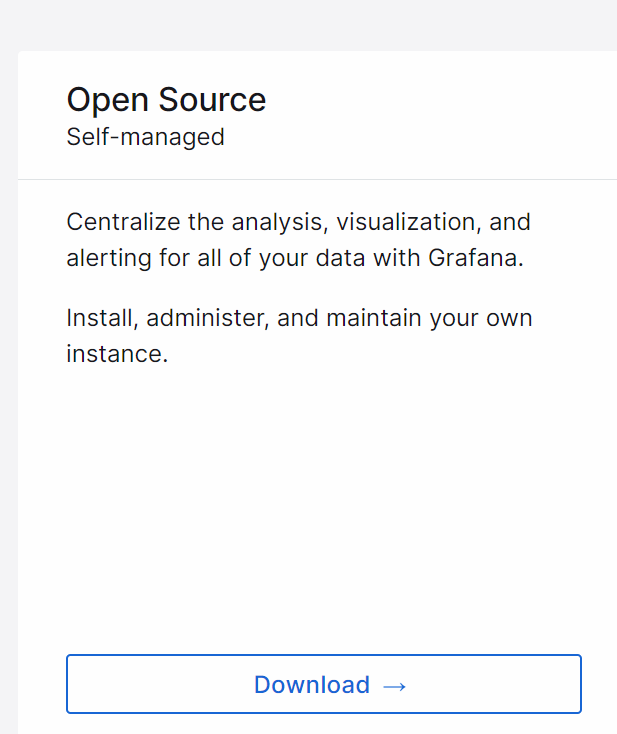 Open Source
Self-managed
Centralize the analysis, visualization, and
alerting for all of your data with Grafana.
Install, administer, and maintain your own
instance.
Download →